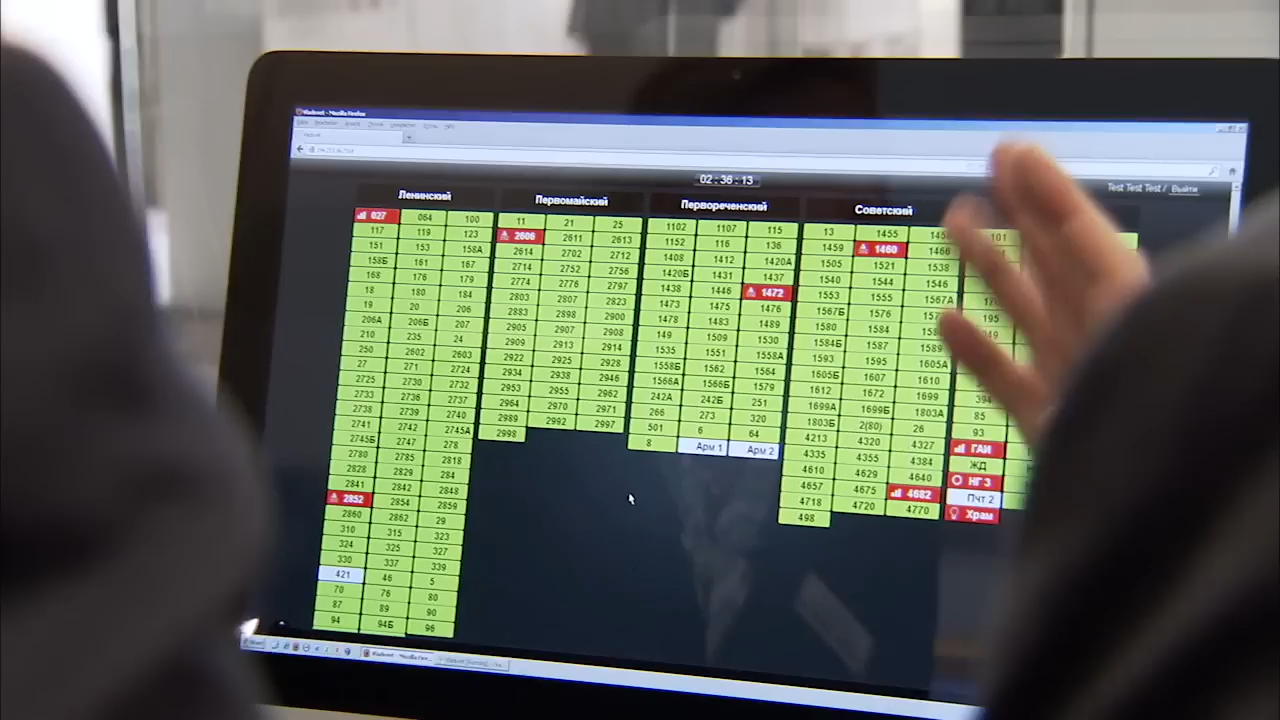 Mozilla Firefox
02 : 36 : 13
Test Test Test / Выйти
Ленинский
027 064 100
117 119 123
151 153 158А
158Б 161 167
168 176 179
18 180 184
19 20 206
206А 206Б 207
210 235 24
250 2602 2603
27 271 2724
2725 2730 2732
2733 2736 2737
2738 2739 2740
2741 2742 2745А
2745Б 2747 278
2780 2785 2818
2828 2829 284
2841 2842 2848
2852 2854 2859
2860 2862 29
310 315 323
324 325 327
330 337 339
421 46 5
70 76 80
87 89 90
94 94Б 96
Первомайский
11 21 25
2606 2611 2613
2614 2702 2712
2714 2752 2756
2774 2776 2797
2803 2807 2823
2883 2898 2900
2905 2907 2908
2909 2913 2914
2922 2925 2928
2934 2938 2946
2953 2955 2962
2964 2970 2971
2989 2992 2997
2998
Первореченский
1102 1107 115
1152 116 136
1408 1412 1420А
1420Б 1431 1437
1438 1446 1472
1473 1475 1476
1478 1483 1489
149 1509 1530
1535 1551 1558А
1558Б 1562 1564
1566А 1566Б 1579
242А 242Б 251
266 273 320
501 6 64
8 Арм 1 Арм 2
Советский
13 1455
1459 1460 1466
1505 1521 1538
1540 1544 1546
1553 1555 1567А
1567Б 1576
1580 1584
1584Б 1587 1589
1593 1595 1605А
1605Б 1607 1610
1612 1672 1699
1699А 1699Б 1803А
1803Б 2(80) 26
4213 4320 4327
4335 4355 4384
4610 4629 4640
4657 4675 4682
4718 4720 4770
498
101
195
394
85
93
ГАИ
ЖД
НГ 3
Пчт 2
Храм